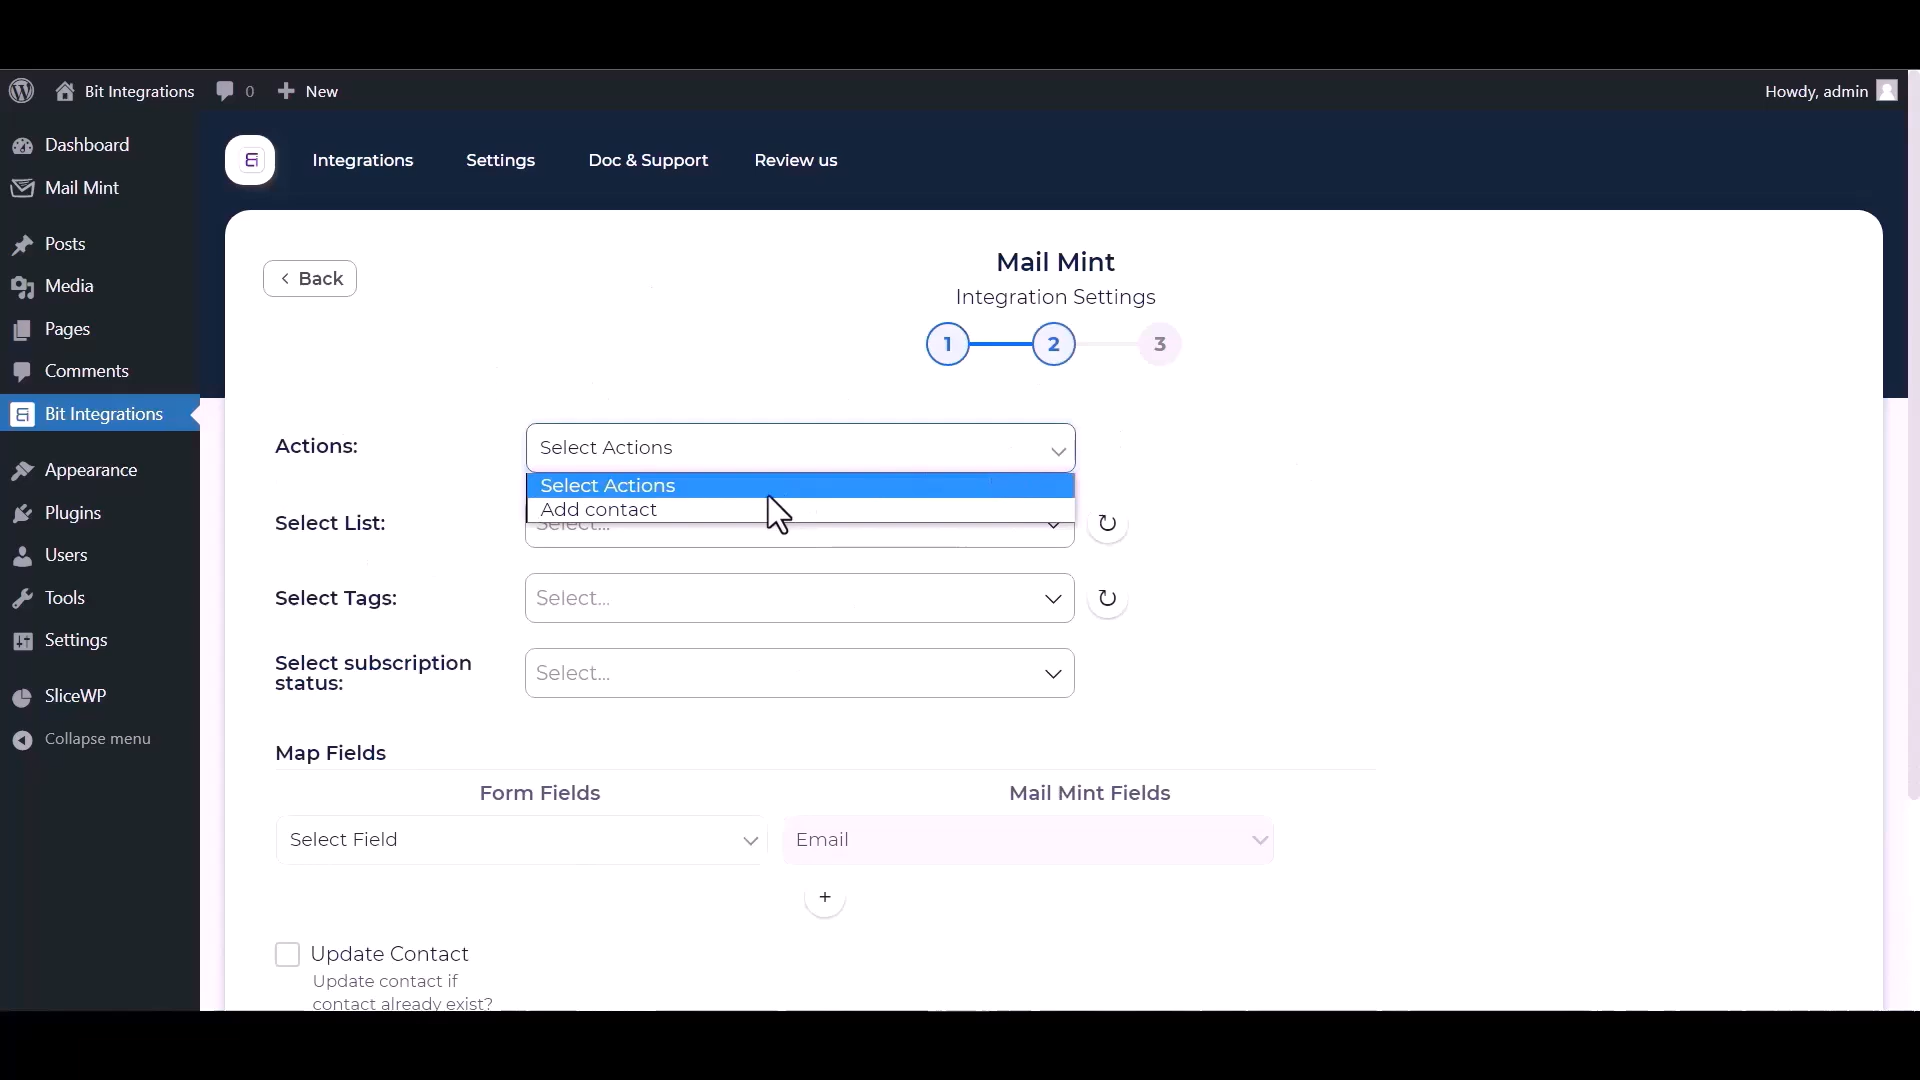 Bit Integrations
0
New
Howdy, admin
Dashboard
Mail Mint
Posts
Media
Pages
Comments
Bit Integrations
Appearance
Plugins
Users
Tools
Settings
SliceWP
Collapse menu
Integrations
Settings
Doc & Support
Review us
Back
Mail Mint
Integration Settings
1
2
3
Actions:
Select Actions
Select Actions
Add contact
Select List:
Select...
Select Tags:
Select...
Select subscription
status:
Select...
Map Fields
Form Fields
Mail Mint Fields
Select Field
Email
+
Update Contact
Update contact if
contact already exist?